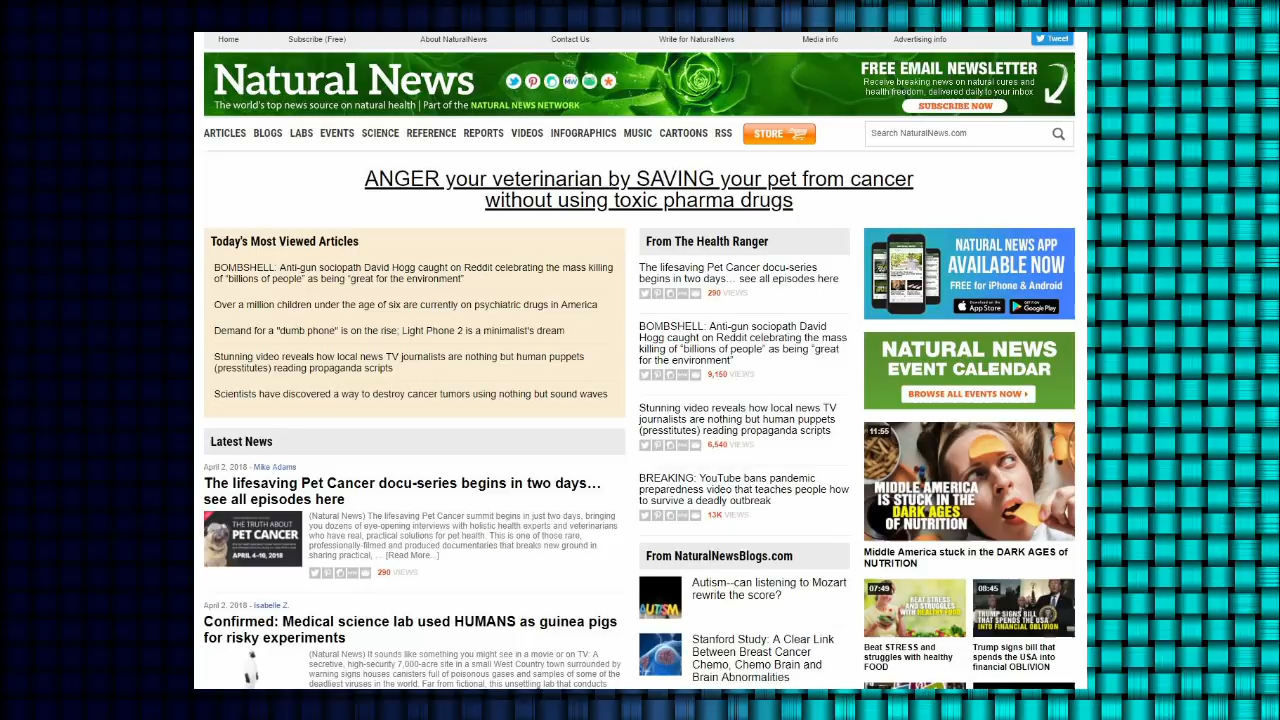 Home Subscribe (Free) About NaturalNews Contact Us Write for NaturalNews Media info Advertising info Tweet
Natural News
The world's top news source on natural health | Part of the NATURAL NEWS NETWORK
FREE EMAIL NEWSLETTER
Receive breaking news on natural cures and
health freedom, delivered daily to your inbox
SUBSCRIBE NOW
ARTICLES BLOGS LABS EVENTS SCIENCE REFERENCE REPORTS VIDEOS INFOGRAPHICS MUSIC CARTOONS RSS STORE Search NaturalNews.com
ANGER your veterinarian by SAVING your pet from cancer
without using toxic pharma drugs
Today's Most Viewed Articles
BOMBSHELL: Anti-gun sociopath David Hogg caught on Reddit celebrating the mass killing
of "billions of people" as being "great for the environment"
Over a million children under the age of six are currently on psychiatric drugs in America
Demand for a "dumb phone" is on the rise; Light Phone 2 is a minimalist's dream
Stunning video reveals how local news TV journalists are nothing but human puppets
(presstitutes) reading propaganda scripts
Scientists have discovered a way to destroy cancer tumors using nothing but sound waves
Latest News
April 2, 2018 - Mike Adams
The lifesaving Pet Cancer docu-series begins in two days…
see all episodes here
THE TRUTH ABOUT
PET CANCER
APRIL 4-10, 2018
(Natural News) The lifesaving Pet Cancer summit begins in just two days, bringing
you dozens of eye-opening interviews with holistic health experts and veterinarians
who have real, practical solutions for pet health. This is one of those rare,
professionally-filmed and produced documentaries that breaks new ground in
sharing practical, … [Read More...]
290 VIEWS
April 2, 2018 - Isabelle Z.
Confirmed: Medical science lab used HUMANS as guinea pigs
for risky experiments
(Natural News) It sounds like something you might see in a movie or on TV: A
secretive, high-security 7,000-acre site in a small West Country town surrounded by
warning signs houses canisters full of poisonous gases and samples of some of the
deadliest viruses in the world. Far from fictional, this unsettling lab that conducts
From The Health Ranger
The lifesaving Pet Cancer docu-series
begins in two days… see all episodes here
290 VIEWS
BOMBSHELL: Anti-gun sociopath David
Hogg caught on Reddit celebrating the mass
killing of "billions of people" as being "great
for the environment"
9,150 VIEWS
Stunning video reveals how local news TV
journalists are nothing but human puppets
(presstitutes) reading propaganda scripts
6,540 VIEWS
BREAKING: YouTube bans pandemic
preparedness video that teaches people how
to survive a deadly outbreak
13K VIEWS
From NaturalNewsBlogs.com
AUTISM
Autism--can listening to Mozart
rewrite the score?
Stanford Study: A Clear Link
Between Breast Cancer
Chemo, Chemo Brain and
Brain Abnormalities
NATURAL NEWS APP
AVAILABLE NOW
FREE for iPhone & Android
App Store Google Play
NATURAL NEWS
EVENT CALENDAR
BROWSE ALL EVENTS NOW
11:55
MIDDLE AMERICA
IS STUCK IN THE
DARK AGES
OF NUTRITION
Middle America stuck in the DARK AGES of
NUTRITION
07:49
BEAT STRESS
AND STRUGGLES
WITH HEALTHY FOOD
Beat STRESS and
struggles with healthy
FOOD
08:45
TRUMP SIGNS BILL
THAT SPENDS THE USA
INTO FINANCIAL OBLIVION
Trump signs bill that
spends the USA into
financial OBLIVION